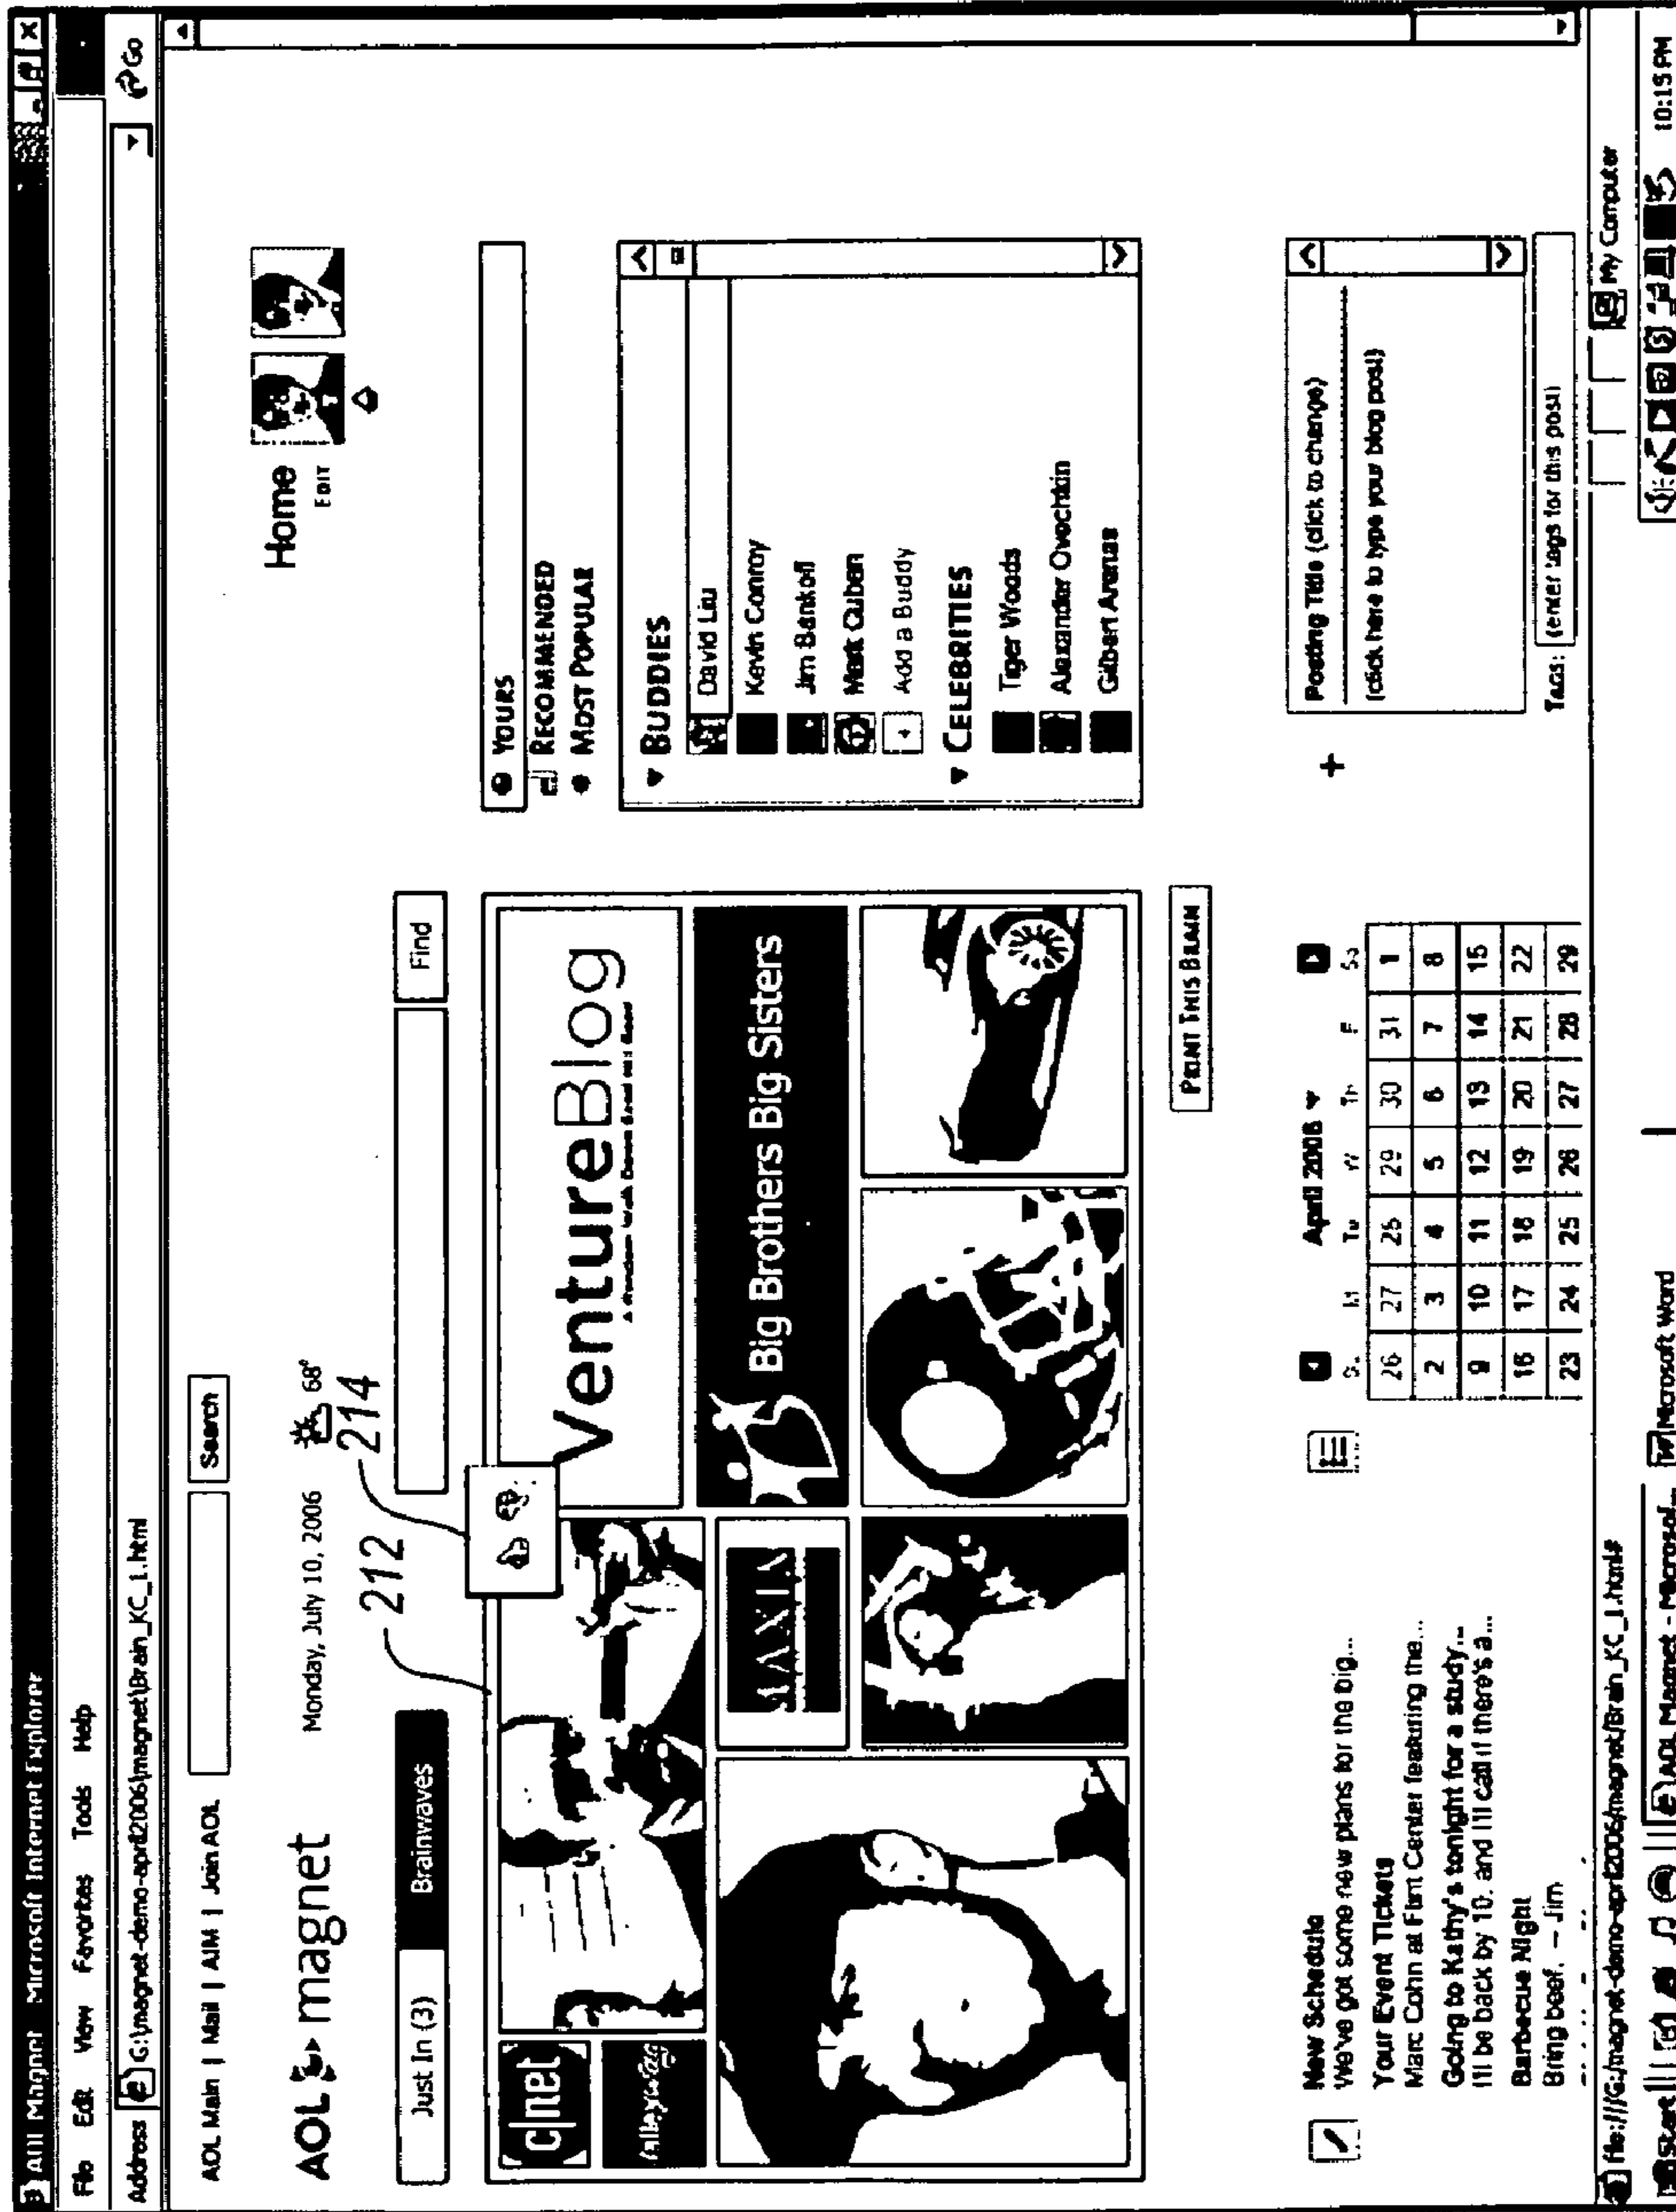 AOL Magnet Microsoft Internet Explorer
File Edit View Favorites Tools Help
Address G:\magnet-demo-april2006\magnet\Brain_KC_1.html Go
AOL Main | Mail | AIM | Join AOL Search
AOL magnet Monday, July 10, 2006 68°
Home
EDIT
212
214
Just In (3) Brainwaves
Find
c|net
VentureBlog
Big Brothers Big Sisters
PRINT THIS BRAIN
YOURS
RECOMMENDED
MOST POPULAR
BUDDIES
David Liu
Kevin Conroy
Jim Bankoff
Mark Cuban
Add a Buddy
CELEBRITIES
Tiger Woods
Alexander Ovechkin
Gilbert Arenas
New Schedule
We've got some new plans for the big...
Your Event Tickets
Marc Cohn at Flint Center featuring the...
Going to Kathy's tonight for a study...
I'll be back by 10. and I'll call if there's a...
Barbecue Night
Bring beef. – Jim
April 2006
M Tu W Th F Sa
26 27 26 29 30 31 1
2 3 4 5 6 7 8
9 10 11 12 13 14 15
16 17 18 19 20 21 22
23 24 25 26 27 28 29
Posting Title (click to change)
(click here to type your blog post)
TAGS: (enter tags for this post)
file:///G:/magnet-demo-april2006/magnet/Brain_KC_1.html# My Computer
Start AOL Magnet - Microsof... Microsoft Word 10:15 PM